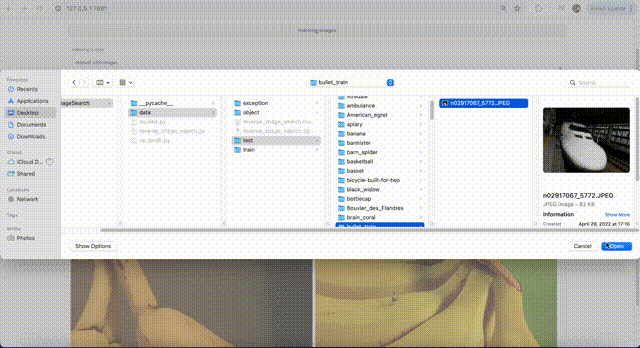 127.0.0.1:7861
Finish update
indexing images
bullet_train
Search
Favorites
Recents
Applications
Desktop
Documents
Downloads
iCloud
iCloud D...
Shared
Locations
Network
Tags
Media
Photos
ageSearch
__pycache__
data
models.py
reverse_image_search.py
exception
object
reverse_image_search.csv
reverse_image_search.zip
test
train
Airedale
ambulance
American_egret
apiary
banana
bannister
barn_spider
basketball
basset
bicycle-built-for-two
black_widow
bottlecap
Bouvier_des_Flandres
brain_coral
bullet_train
n02917067_5772.JPEG
n02917067_5772.JPEG
JPEG image - 82 KB
Information
Show More
Created
April 29, 2022 at 17:10
Show Options
Cancel
Open